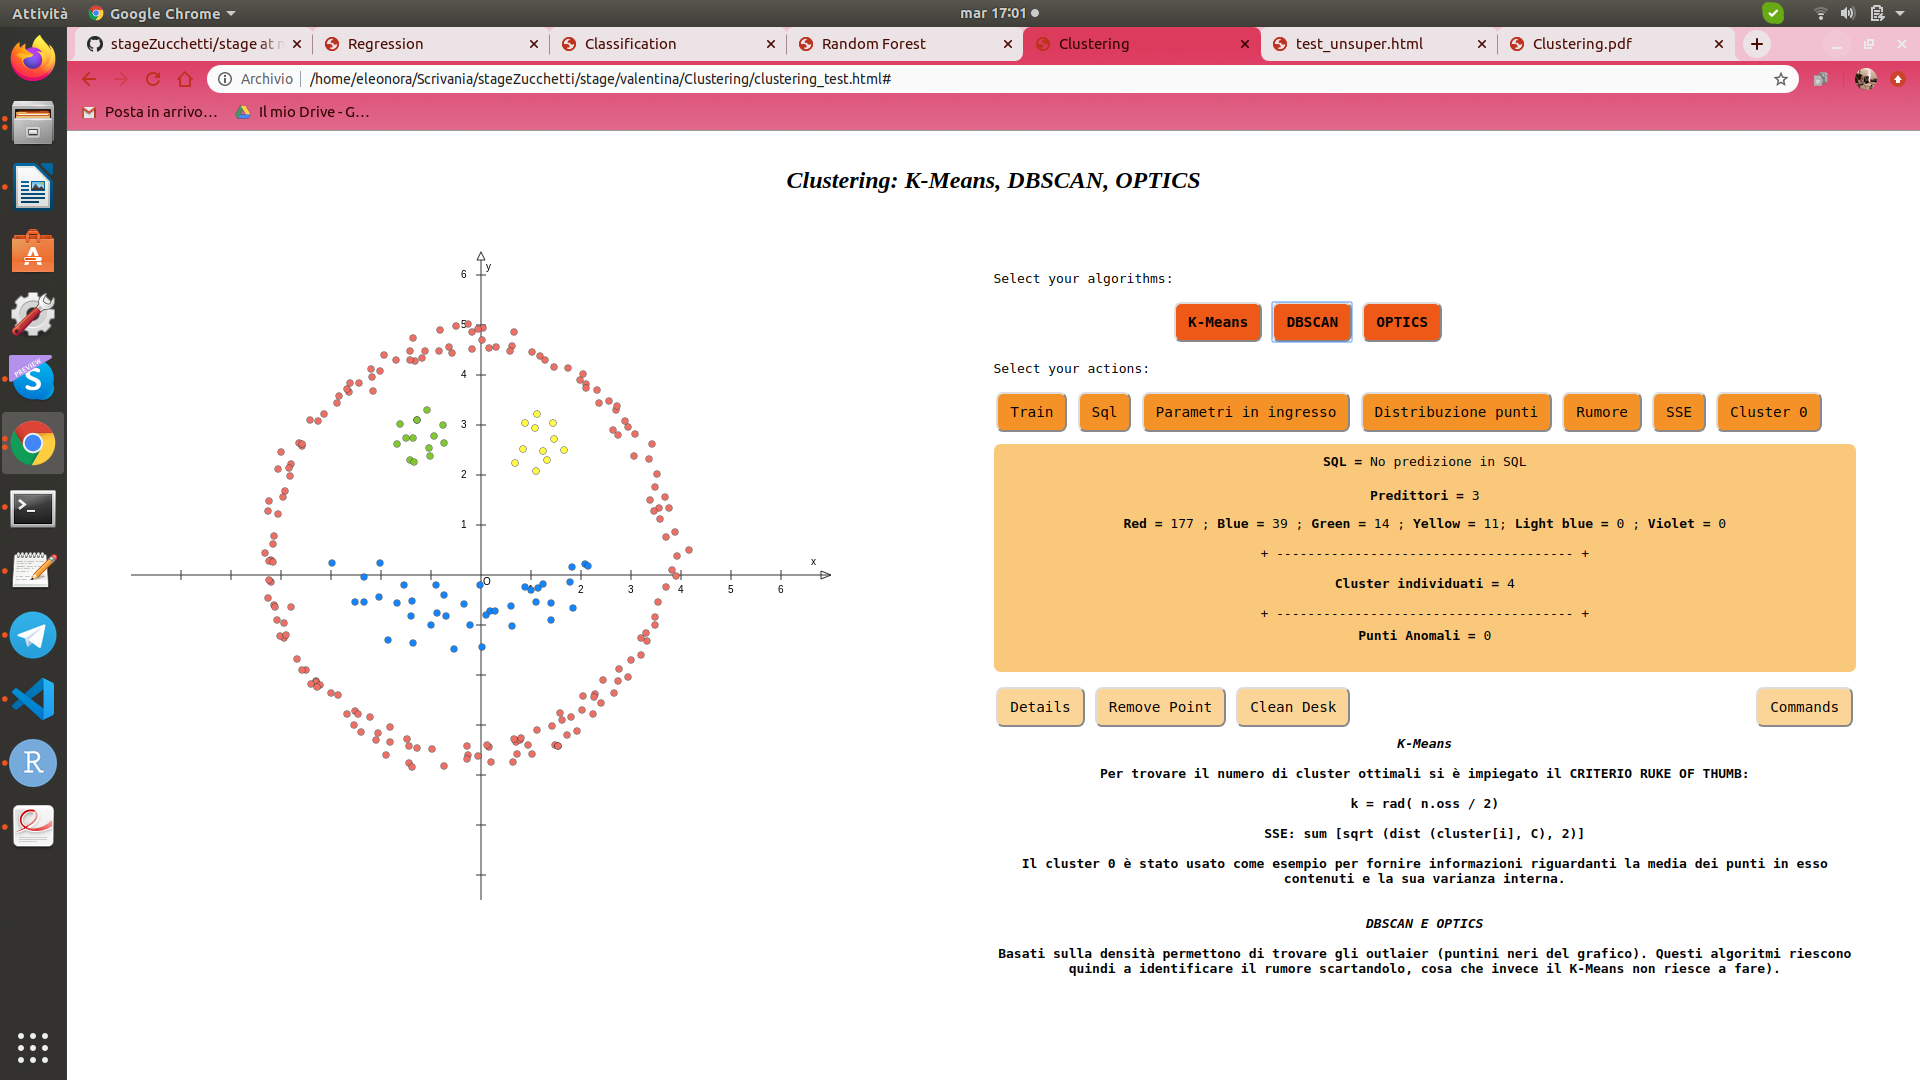 Attività
Google Chrome
mar 17:01
stageZucchetti/stage at
Regression
Classification
Random Forest
Clustering
test_unsuper.html
Clustering.pdf
Archivio
/home/eleonora/Scrivania/stageZucchetti/stage/valentina/Clustering/clustering_test.html#
Posta in arrivo…
Il mio Drive - G…
Clustering: K-Means, DBSCAN, OPTICS
y
6
5
4
3
2
1
x
O
2
3
4
5
6
Select your algorithms:
K-Means
DBSCAN
OPTICS
Select your actions:
Train
Sql
Parametri in ingresso
Distribuzione punti
Rumore
SSE
Cluster 0
SQL = No predizione in SQL
Predittori = 3
Red = 177 ; Blue = 39 ; Green = 14 ; Yellow = 11; Light blue = 0 ; Violet = 0
+ -------------------------------------- +
Cluster individuati = 4
+ -------------------------------------- +
Punti Anomali = 0
Details
Remove Point
Clean Desk
Commands
K-Means
Per trovare il numero di cluster ottimali si è impiegato il CRITERIO RUKE OF THUMB:
k = rad( n.oss / 2)
SSE: sum [sqrt (dist (cluster[i], C), 2)]
Il cluster 0 è stato usato come esempio per fornire informazioni riguardanti la media dei punti in esso
contenuti e la sua varianza interna.
DBSCAN E OPTICS
Basati sulla densità permettono di trovare gli outlaier (puntini neri del grafico). Questi algoritmi riescono
quindi a identificare il rumore scartandolo, cosa che invece il K-Means non riesce a fare).
PREVIEW
S
R